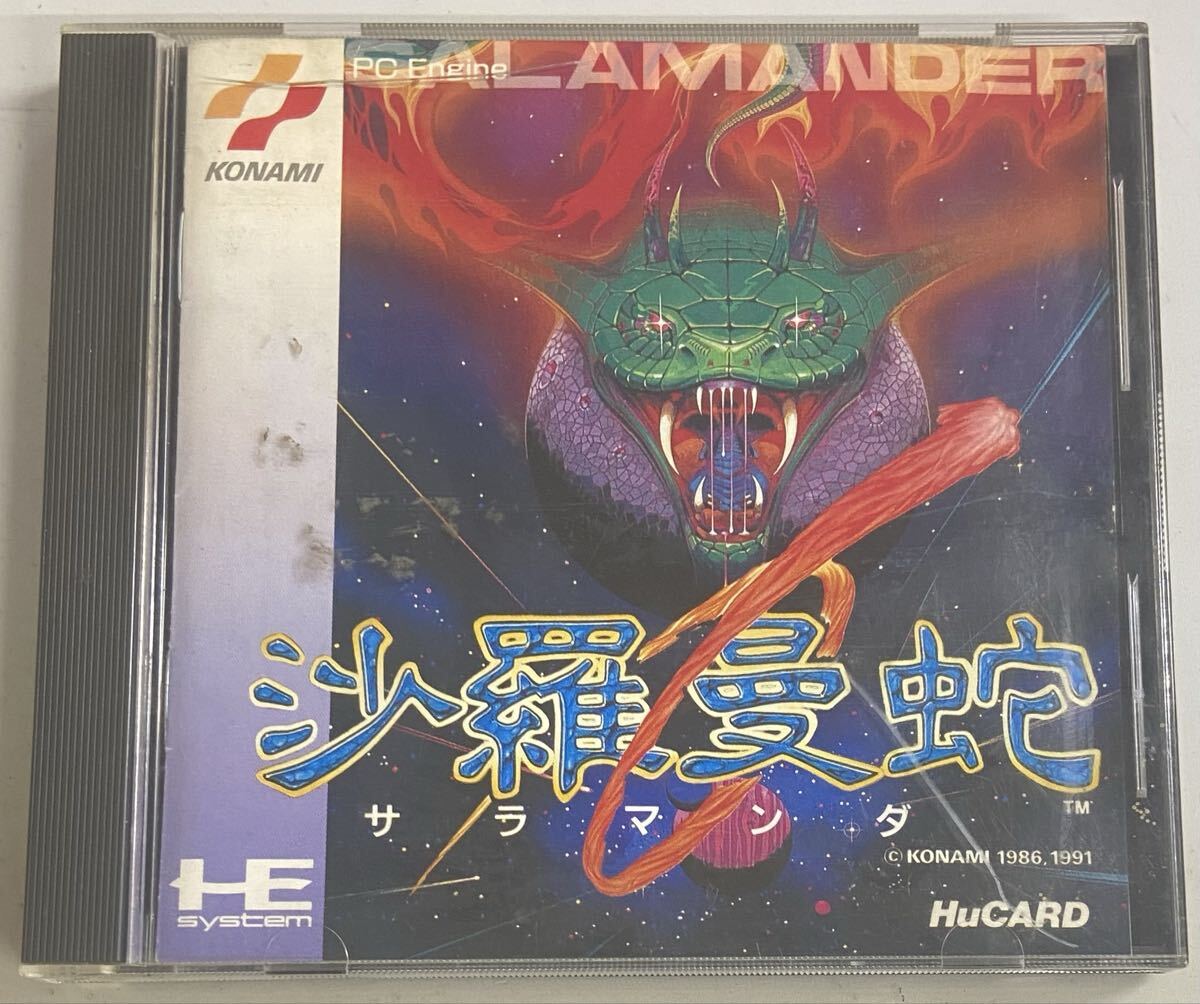 SALAMANDER
PC Engine
KONAMI
沙羅曼蛇
サラマンダ
TM
© KONAMI 1986, 1991
HE
system
HuCARD